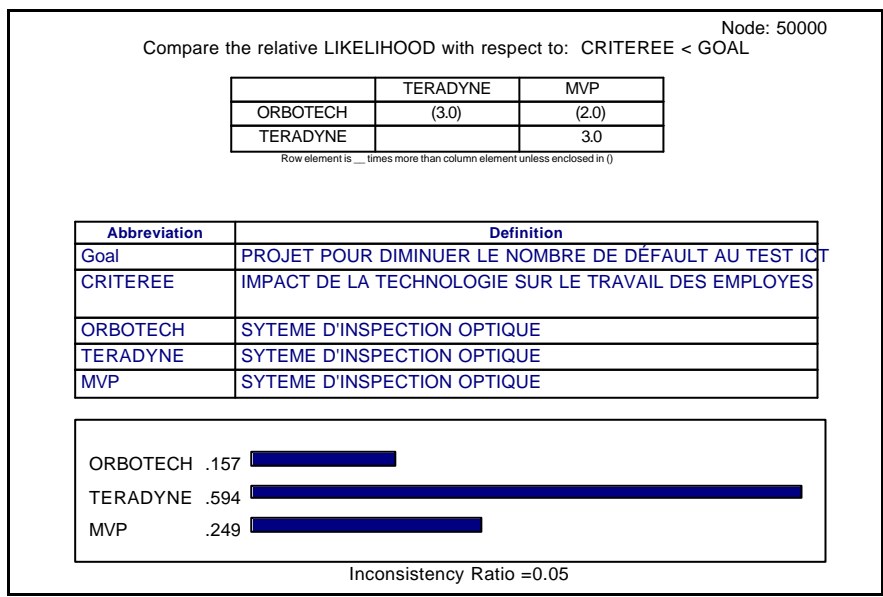 Node: 50000
Compare the relative LIKELIHOOD with respect to: CRITEREE < GOAL
TERADYNE MVP
ORBOTECH (3.0) (2.0)
TERADYNE 3.0
Row element is __ times more than column element unless enclosed in ()
Abbreviation Definition
Goal PROJET POUR DIMINUER LE NOMBRE DE DÉFAULT AU TEST ICT
CRITEREE IMPACT DE LA TECHNOLOGIE SUR LE TRAVAIL DES EMPLOYES
ORBOTECH SYTEME D'INSPECTION OPTIQUE
TERADYNE SYTEME D'INSPECTION OPTIQUE
MVP SYTEME D'INSPECTION OPTIQUE
ORBOTECH .157
TERADYNE .594
MVP .249
Inconsistency Ratio =0.05